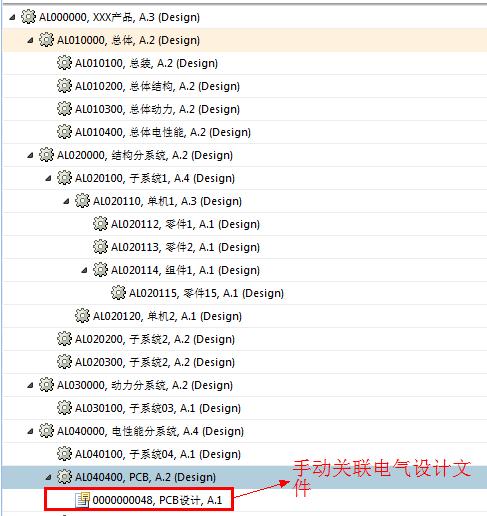 AL000000, XXX产品, A.3 (Design)
AL010000, 总体, A.2 (Design)
AL010100, 总装, A.2 (Design)
AL010200, 总体结构, A.2 (Design)
AL010300, 总体动力, A.2 (Design)
AL010400, 总体电性能, A.2 (Design)
AL020000, 结构分系统, A.2 (Design)
AL020100, 子系统1, A.4 (Design)
AL020110, 单机1, A.3 (Design)
AL020112, 零件1, A.1 (Design)
AL020113, 零件2, A.1 (Design)
AL020114, 组件1, A.1 (Design)
AL020115, 零件15, A.1 (Design)
AL020120, 单机2, A.1 (Design)
AL020200, 子系统2, A.2 (Design)
AL020300, 子系统2, A.2 (Design)
AL030000, 动力分系统, A.2 (Design)
AL030100, 子系统03, A.1 (Design)
AL040000, 电性能分系统, A.4 (Design)
AL040100, 子系统04, A.1 (Design)
AL040400, PCB, A.2 (Design)
0000000048, PCB设计, A.1
手动关联电气设计文
件